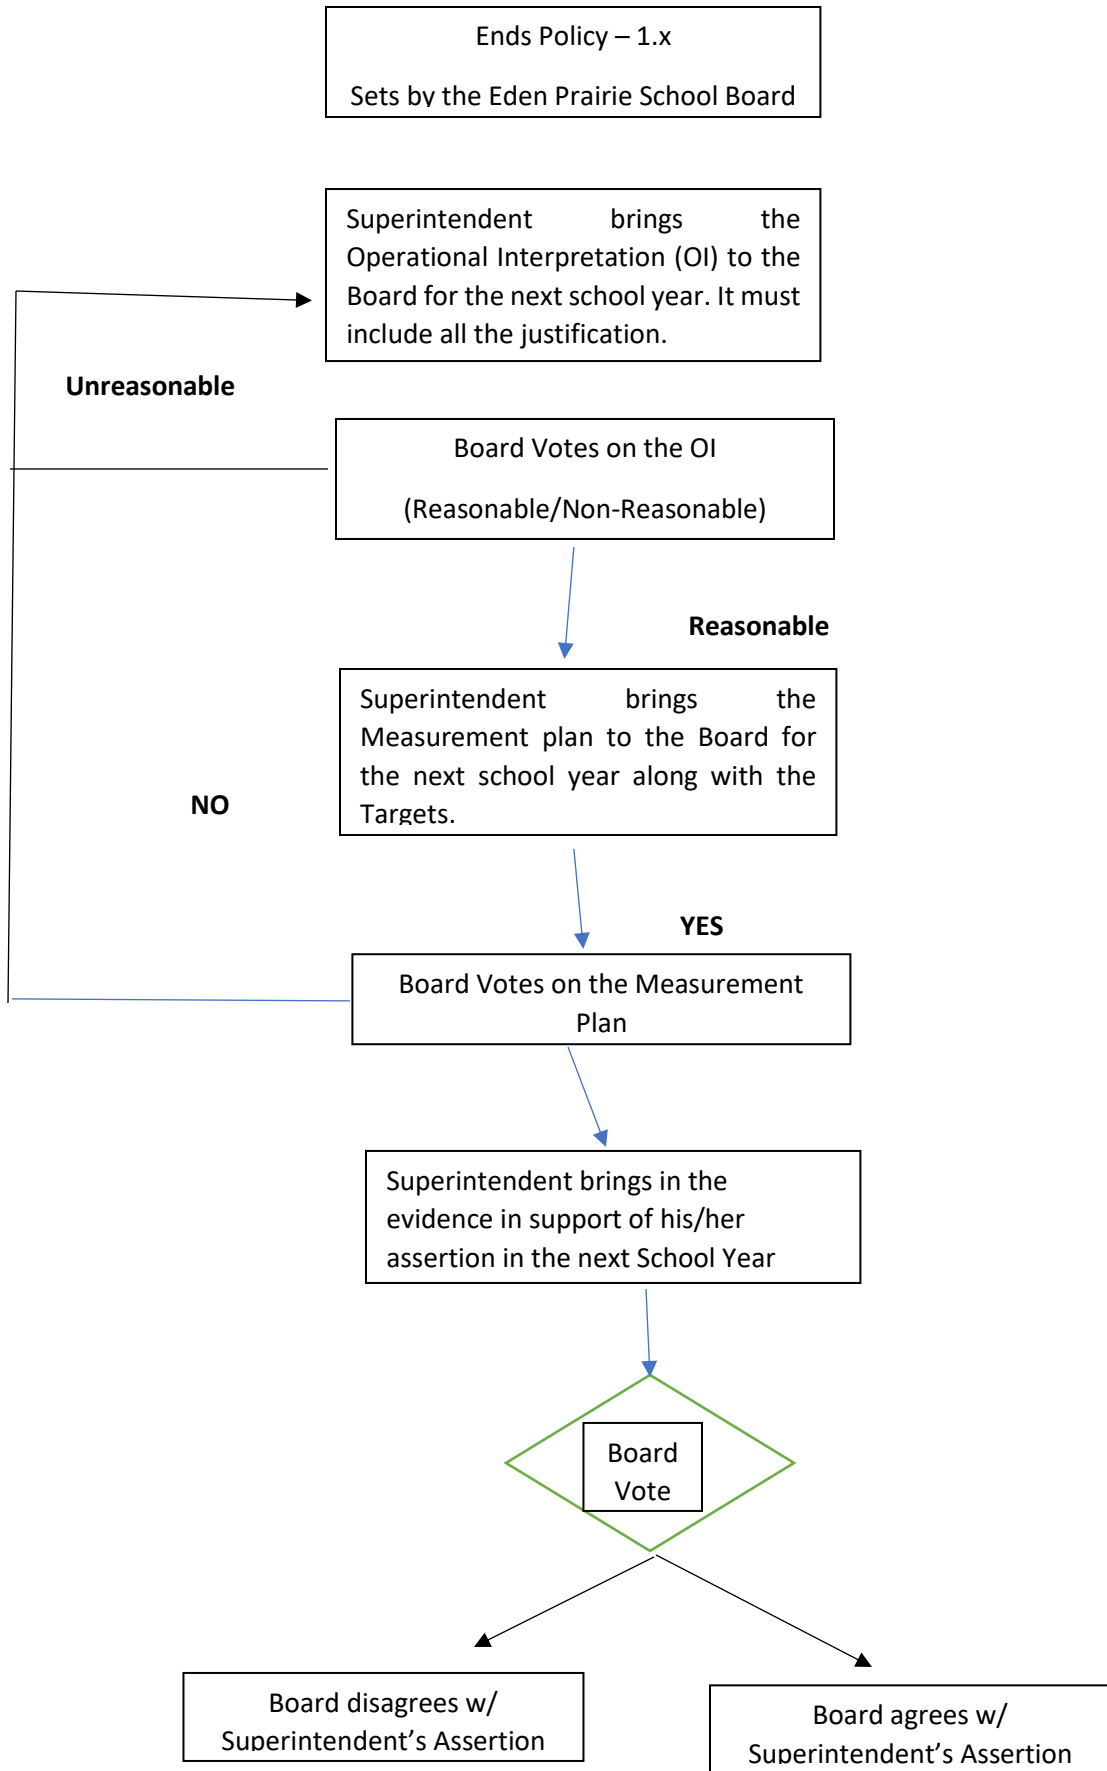 Ends Policy – 1.x
Sets by the Eden Prairie School Board
Superintendent brings the
Operational Interpretation (OI) to the
Board for the next school year. It must
include all the justification.
Unreasonable
Board Votes on the OI
(Reasonable/Non-Reasonable)
Reasonable
Superintendent brings the
Measurement plan to the Board for
the next school year along with the
Targets.
NO
YES
Board Votes on the Measurement
Plan
Superintendent brings in the
evidence in support of his/her
assertion in the next School Year
Board
Vote
Board disagrees w/
Superintendent’s Assertion
Board agrees w/
Superintendent’s Assertion